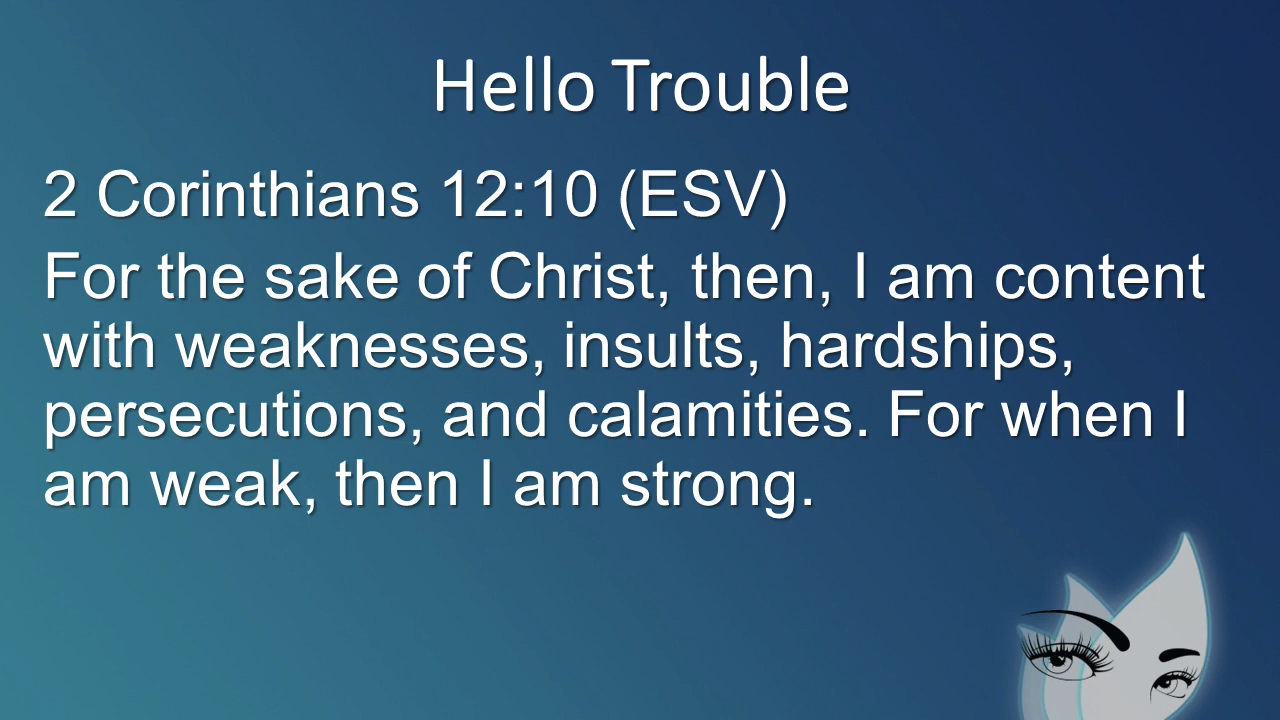 Hello Trouble
2 Corinthians 12:10 (ESV)
For the sake of Christ, then, I am content
with weaknesses, insults, hardships,
persecutions, and calamities. For when I
am weak, then I am strong.